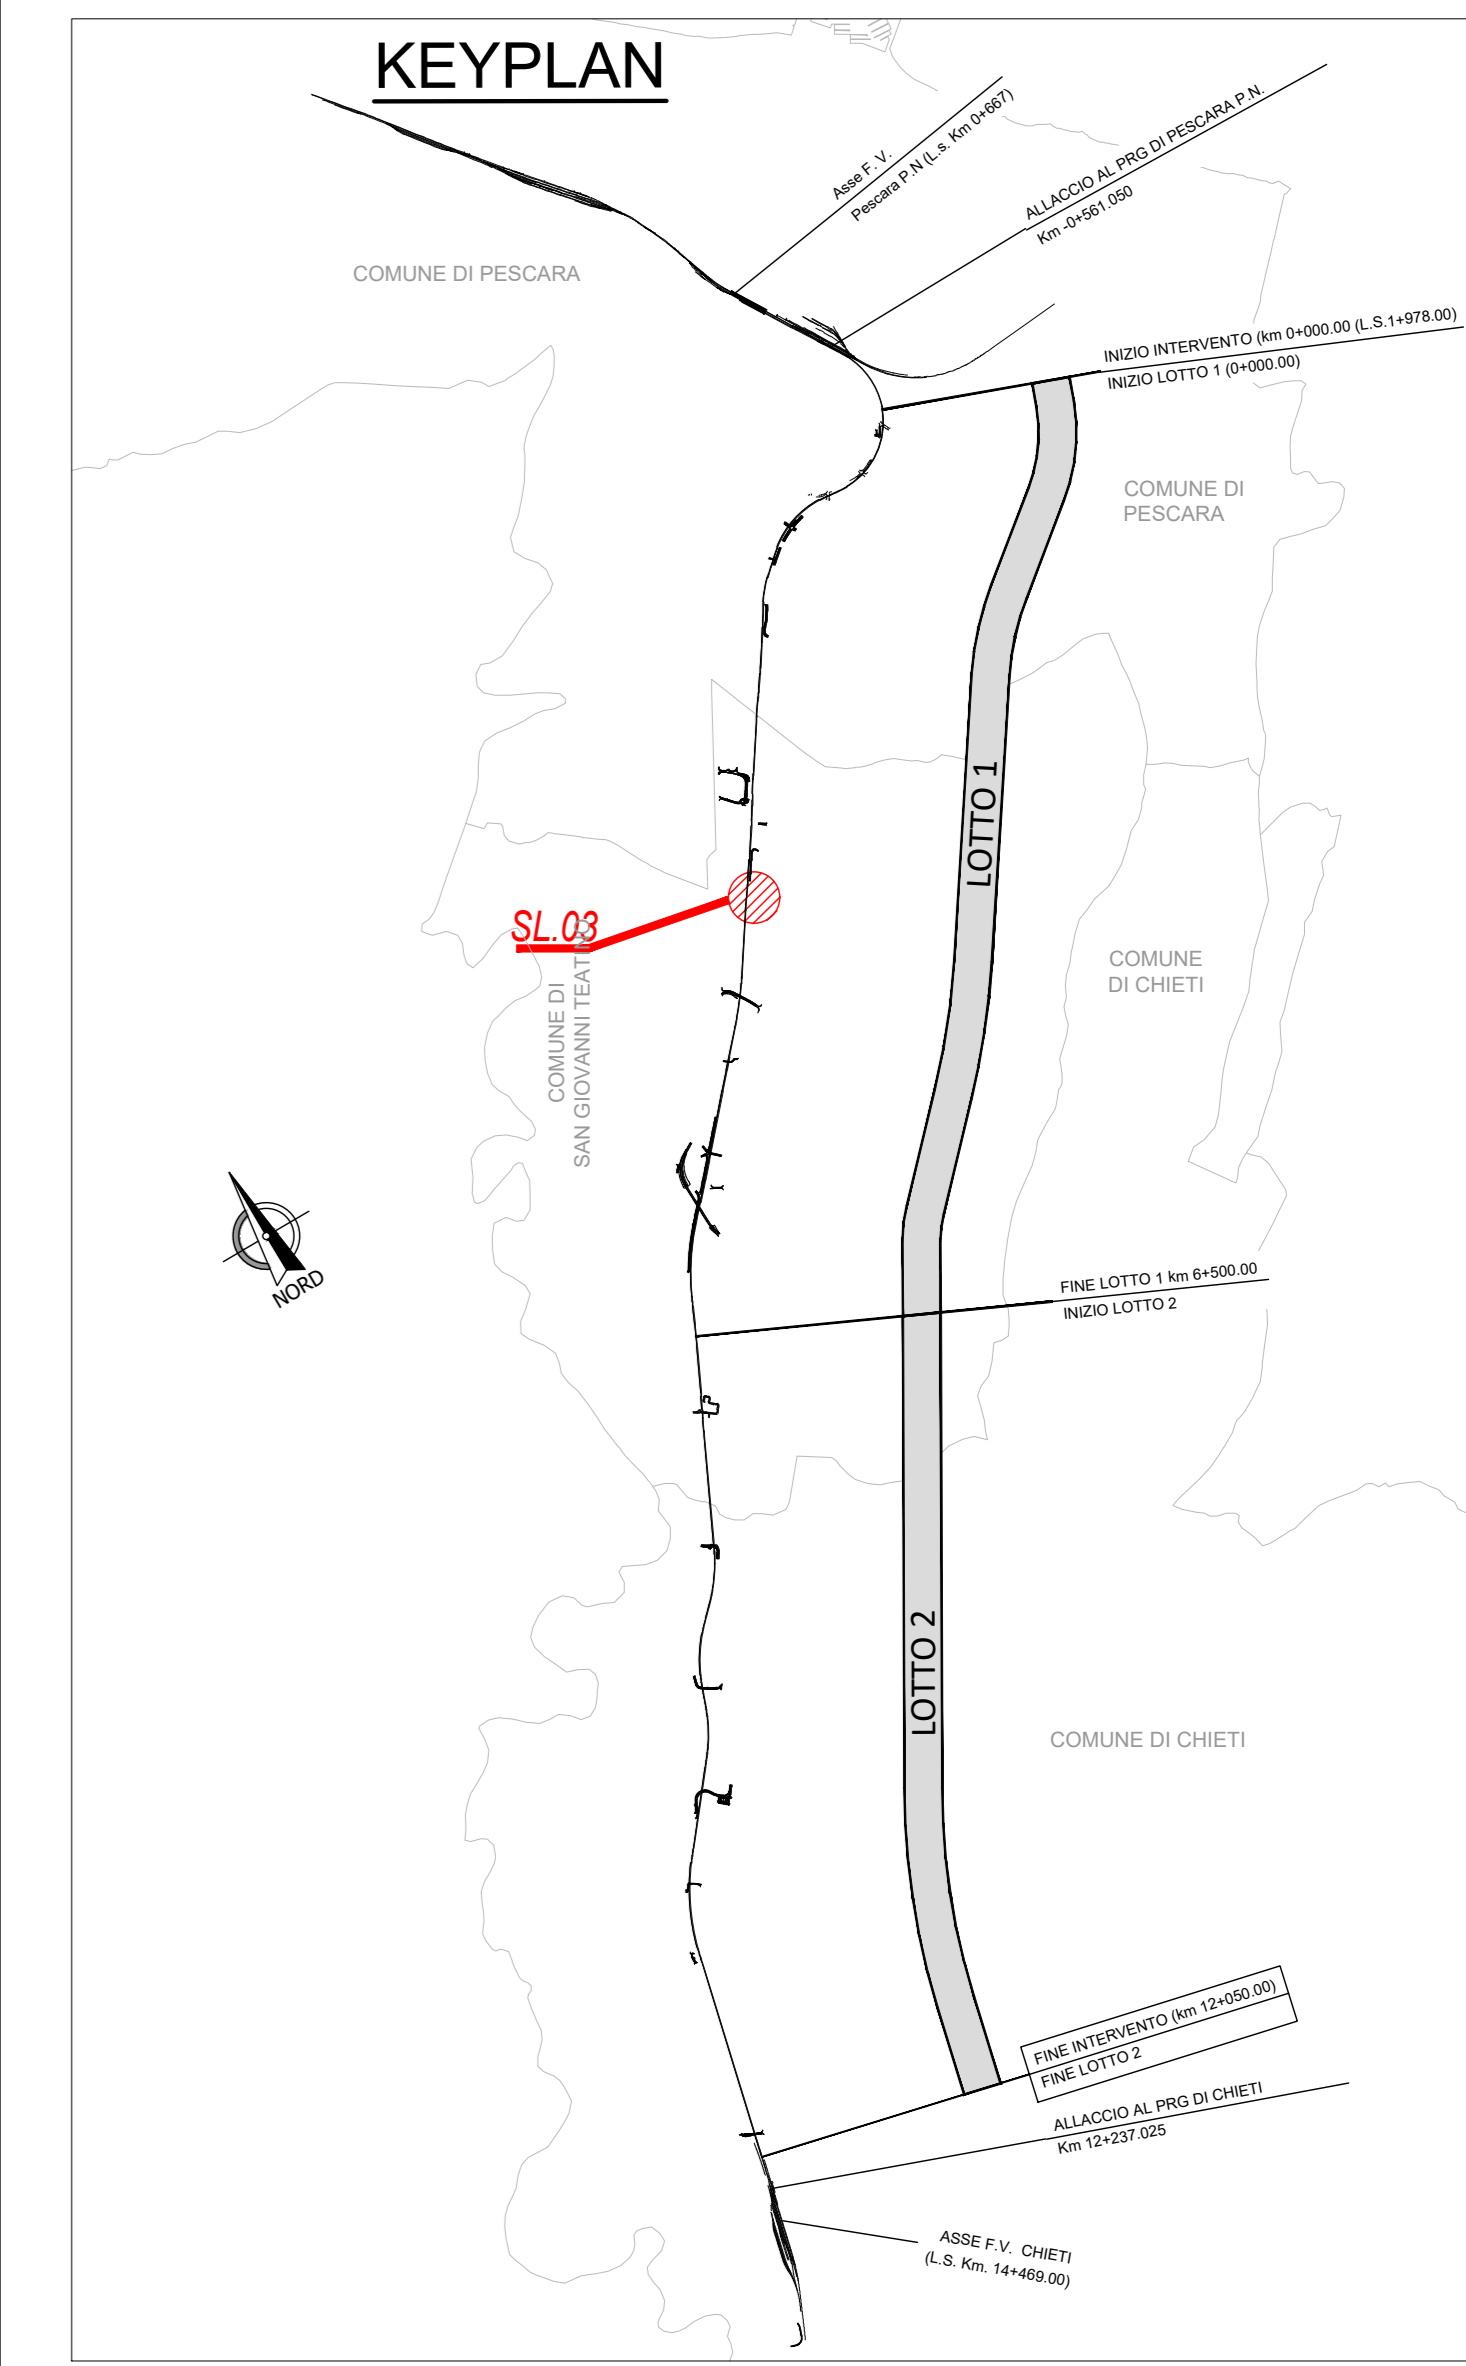 KEYPLAN
Asse F. V.
Pescara P.N (L.s. Km 0+667)
ALLACCIO AL PRG DI PESCARA P.N.
Km -0+561.050
COMUNE DI PESCARA
INIZIO INTERVENTO (km 0+000.00 (L.S.1+978.00)
INIZIO LOTTO 1 (0+000.00)
COMUNE DI
PESCARA
LOTTO 1
SL.03
COMUNE DI
SAN GIOVANNI TEATINO
COMUNE
DI CHIETI
NORD
FINE LOTTO 1 km 6+500.00
INIZIO LOTTO 2
LOTTO 2
COMUNE DI CHIETI
FINE INTERVENTO (km 12+050.00)
FINE LOTTO 2
ALLACCIO AL PRG DI CHIETI
Km 12+237.025
ASSE F.V. CHIETI
(L.S. Km. 14+469.00)